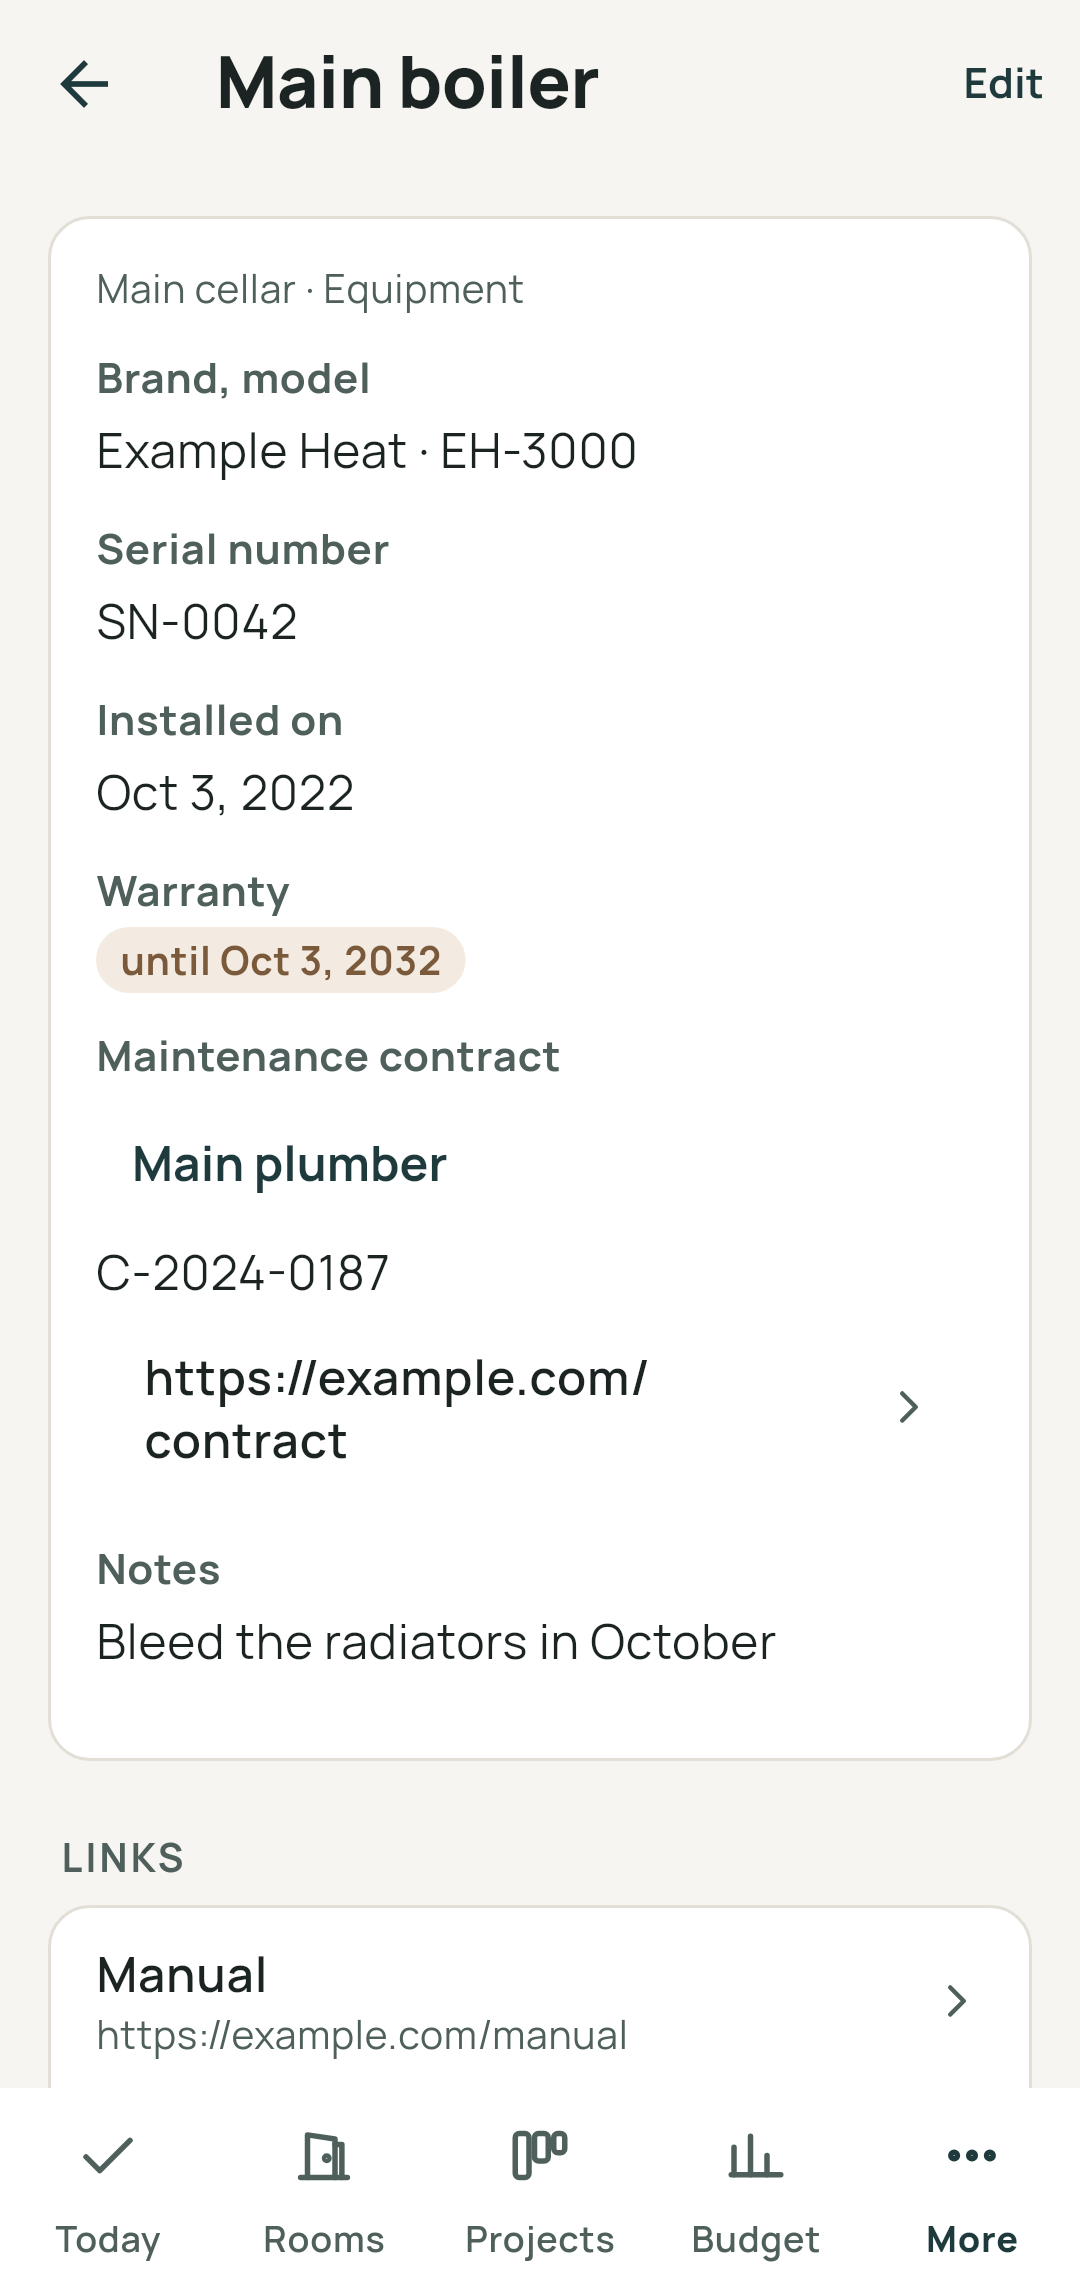 Main boiler
Edit
Main cellar · Equipment
Brand, model
Example Heat · EH-3000
Serial number
SN-0042
Installed on
Oct 3, 2022
Warranty
until Oct 3, 2032
Maintenance contract
Main plumber
C-2024-0187
https://example.com/
contract
Notes
Bleed the radiators in October
LINKS
Manual
https://example.com/manual
Today
Rooms
Projects
Budget
More